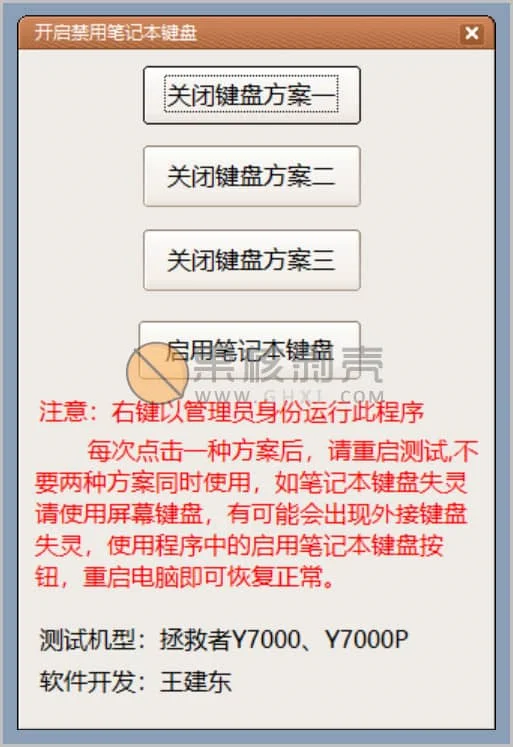 开启禁用笔记本键盘
关闭键盘方案一
关闭键盘方案二
关闭键盘方案三
启用笔记本键盘
果核剥壳
WWW.GHXI.COM
注意：右键以管理员身份运行此程序
每次点击一种方案后，请重启测试,不
要两种方案同时使用，如笔记本键盘失灵
请使用屏幕键盘，有可能会出现外接键盘
失灵，使用程序中的启用笔记本键盘按
钮，重启电脑即可恢复正常。
测试机型：拯救者Y7000、Y7000P
软件开发：王建东